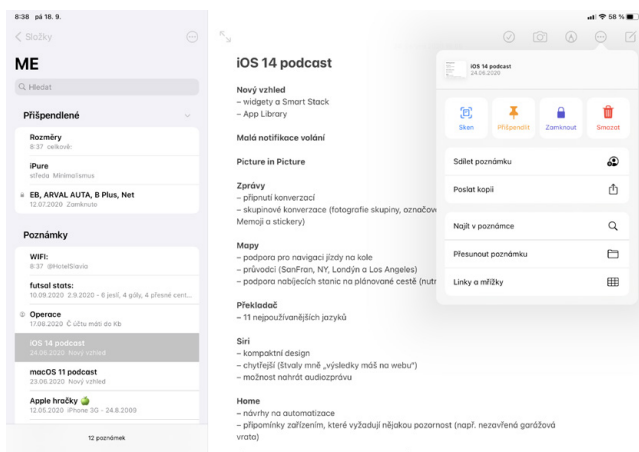 8:38 pá 18. 9.
58 %
Složky
ME
Hledat
Přišpendlené
Rozměry
8:37 celkově:
iPure
středa Minimalismus
EB, ARVAL AUTA, B Plus, Net
12.07.2020 Zamknuto
Poznámky
WIFI:
8:37 @HotelSlavia
futsal stats:
10.09.2020 2.9.2020 – 6 jeslí, 4 góly, 4 přesné cent...
Operace
17.08.2020 Č účtu máti do Kb
iOS 14 podcast
24.06.2020 Nový vzhled
macOS 11 podcast
23.06.2020 Nový vzhled
Apple hračky
12.05.2020 iPhone 3G - 24.8.2009
12 poznámek
iOS 14 podcast
Nový vzhled
– widgety a Smart Stack
– App Library
Malá notifikace volání
Picture in Picture
Zprávy
– připnutí konverzací
– skupinové konverzace (fotografie skupiny, označov
Memoji a stickery)
Mapy
– podpora pro navigaci jízdy na kole
– průvodci (SanFran, NY, Londýn a Los Angeles)
– podpora nabíjecích stanic na plánované cestě (nutr
Překladač
– 11 nejpoužívanějších jazyků
Siri
– kompaktní design
– chytřejší (štvaly mně „výsledky máš na webu“)
– možnost nahrát audiozprávu
Home
– návrhy na automatizace
– připomínky zařízením, které vyžadují nějakou pozornost (např. nezavřená garážová
vrata)
iOS 14 podcast
24.06.2020
Sken
Přišpendlit
Zamknout
Smazat
Sdílet poznámku
Poslat kopii
Najít v poznámce
Přesunout poznámku
Linky a mřížky